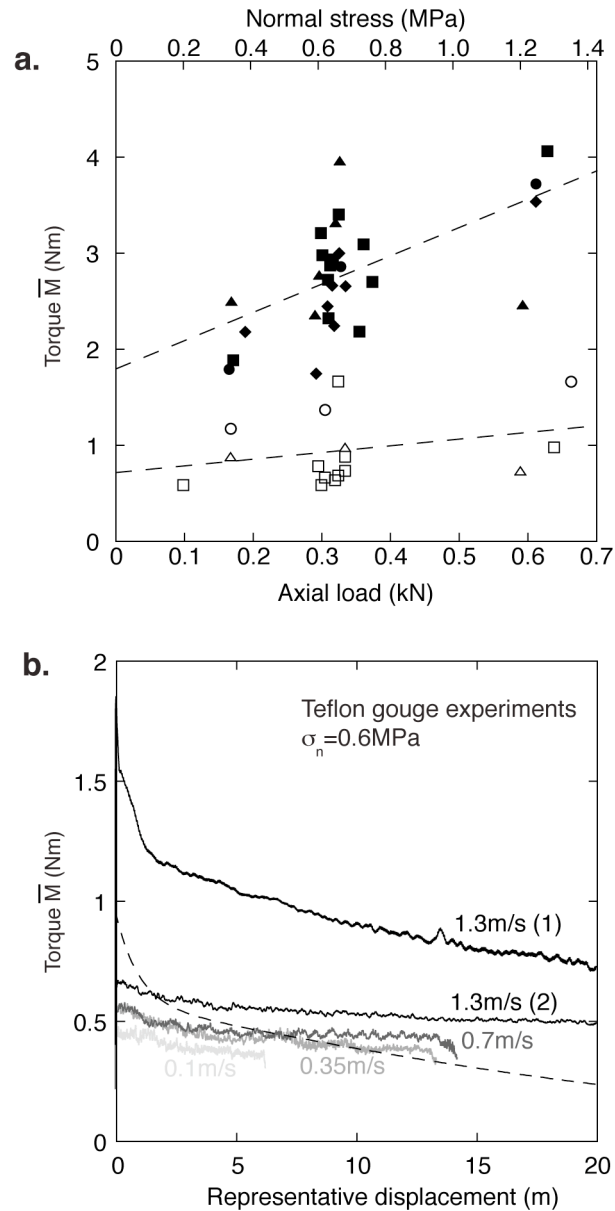 Normal stress (MPa)
0 0.2 0.4 0.6 0.8 1 1.2 1.4
a.
5
4
3
2
1
0
Torque M̅ (Nm)
0 0.1 0.2 0.3 0.4 0.5 0.6 0.7
Axial load (kN)
b.
2
1.5
1
0.5
0
Torque M̅ (Nm)
Teflon gouge experiments
σn=0.6MPa
1.3m/s (1)
1.3m/s (2)
0.7m/s
0.35m/s
0.1m/s
0 5 10 15 20
Representative displacement (m)